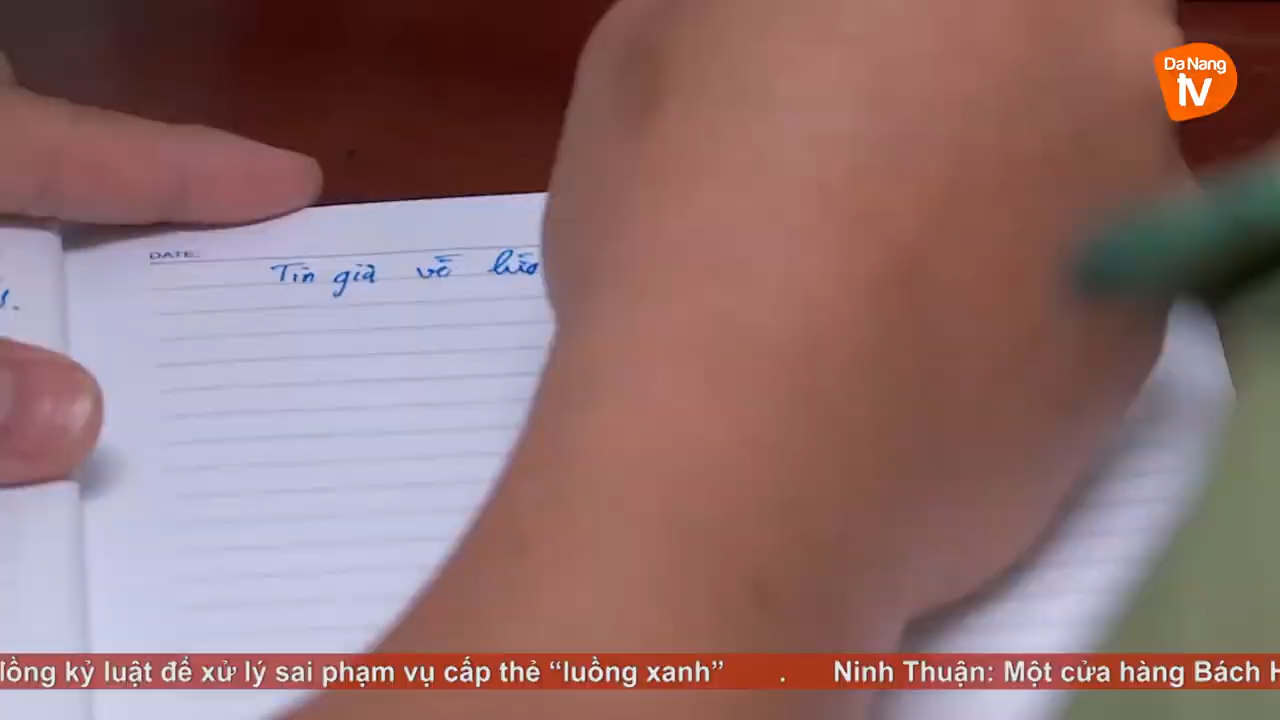 Da Nang
tv
DATE:
Tin giả về
lồng kỷ luật để xử lý sai phạm vụ cấp thẻ “luồng xanh” . Ninh Thuận: Một cửa hàng Bách H